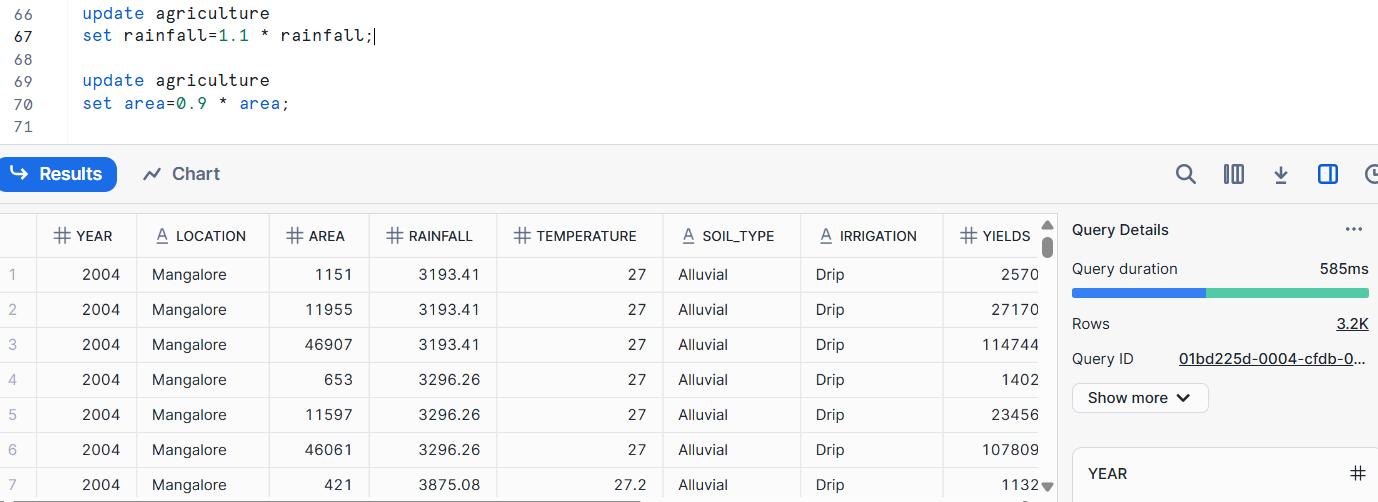 66 update agriculture
67 set rainfall=1.1 * rainfall;
68
69 update agriculture
70 set area=0.9 * area;
71
Results Chart
YEAR LOCATION AREA RAINFALL TEMPERATURE SOIL_TYPE IRRIGATION YIELDS
1 2004 Mangalore 1151 3193.41 27 Alluvial Drip 2570
2 2004 Mangalore 11955 3193.41 27 Alluvial Drip 27170
3 2004 Mangalore 46907 3193.41 27 Alluvial Drip 114744
4 2004 Mangalore 653 3296.26 27 Alluvial Drip 1402
5 2004 Mangalore 11597 3296.26 27 Alluvial Drip 23456
6 2004 Mangalore 46061 3296.26 27 Alluvial Drip 107809
7 2004 Mangalore 421 3875.08 27.2 Alluvial Drip 1132
Query Details
Query duration 585ms
Rows 3.2K
Query ID 01bd225d-0004-cfdb-0...
Show more
YEAR